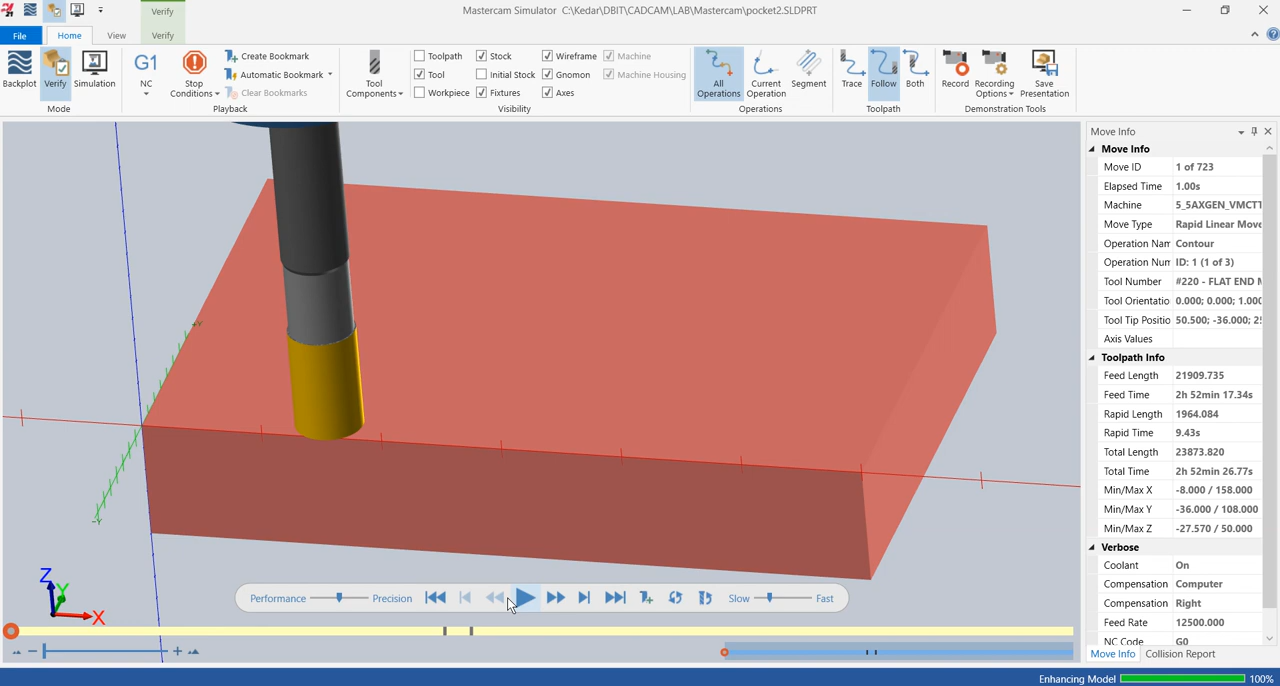 Verify
Mastercam Simulator C:\Kedar\DBIT\CADCAM\LAB\Mastercam\pocket2.SLDPRT
File Home View Verify
Backplot Verify Simulation
Mode
G1
NC
Stop Conditions
Playback
Create Bookmark
Automatic Bookmark
Clear Bookmarks
Tool Components
Toolpath Stock Wireframe Machine
Tool Initial Stock Gnomon Machine Housing
Workpiece Fixtures Axes
Visibility
All Operations
Current Operation
Segment
Operations
Trace Follow Both
Toolpath
Record
Recording Options
Save Presentation
Demonstration Tools
+Y
-Y
Z
Y
X
Performance Precision
Slow Fast
Move Info
Move Info
Move ID 1 of 723
Elapsed Time 1.00s
Machine 5_5AXGEN_VMCT
Move Type Rapid Linear Move
Operation Nam Contour
Operation Num ID: 1 (1 of 3)
Tool Number #220 - FLAT END
Tool Orientatio 0.000; 0.000; 1.000
Tool Tip Positio 50.500; -36.000; 2
Axis Values
Toolpath Info
Feed Length 21909.735
Feed Time 2h 52min 17.34s
Rapid Length 1964.084
Rapid Time 9.43s
Total Length 23873.820
Total Time 2h 52min 26.77s
Min/Max X -8.000 / 158.000
Min/Max Y -36.000 / 108.000
Min/Max Z -27.570 / 50.000
Verbose
Coolant On
Compensation Computer
Compensation Right
Feed Rate 12500.000
NC Code G0
Move Info Collision Report
Enhancing Model 100%